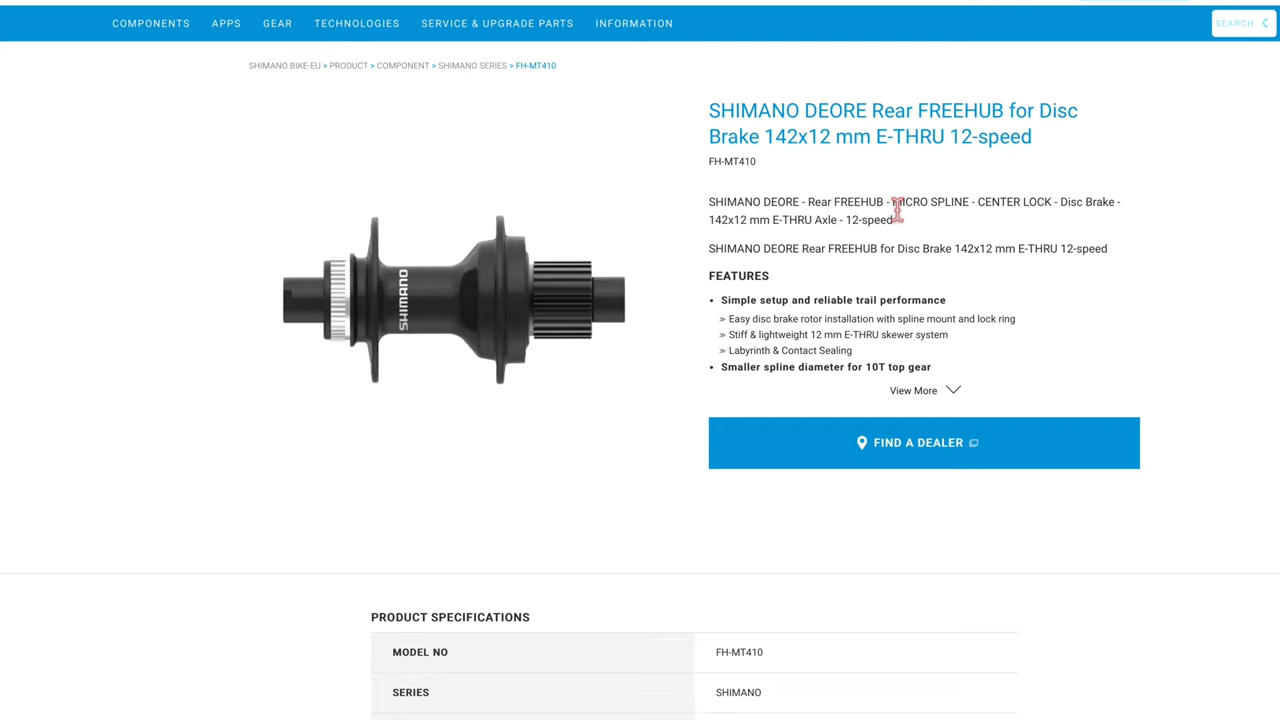 COMPONENTS APPS GEAR TECHNOLOGIES SERVICE & UPGRADE PARTS INFORMATION SEARCH
SHIMANO BIKE-EU > PRODUCT > COMPONENT > SHIMANO SERIES > FH-MT410
SHIMANO DEORE Rear FREEHUB for Disc
Brake 142x12 mm E-THRU 12-speed
FH-MT410
SHIMANO DEORE - Rear FREEHUB - MICRO SPLINE - CENTER LOCK - Disc Brake -
142x12 mm E-THRU Axle - 12-speed
SHIMANO DEORE Rear FREEHUB for Disc Brake 142x12 mm E-THRU 12-speed
FEATURES
• Simple setup and reliable trail performance
» Easy disc brake rotor installation with spline mount and lock ring
» Stiff & lightweight 12 mm E-THRU skewer system
» Labyrinth & Contact Sealing
• Smaller spline diameter for 10T top gear
View More
FIND A DEALER
SHIMANO
PRODUCT SPECIFICATIONS
MODEL NO FH-MT410
SERIES SHIMANO